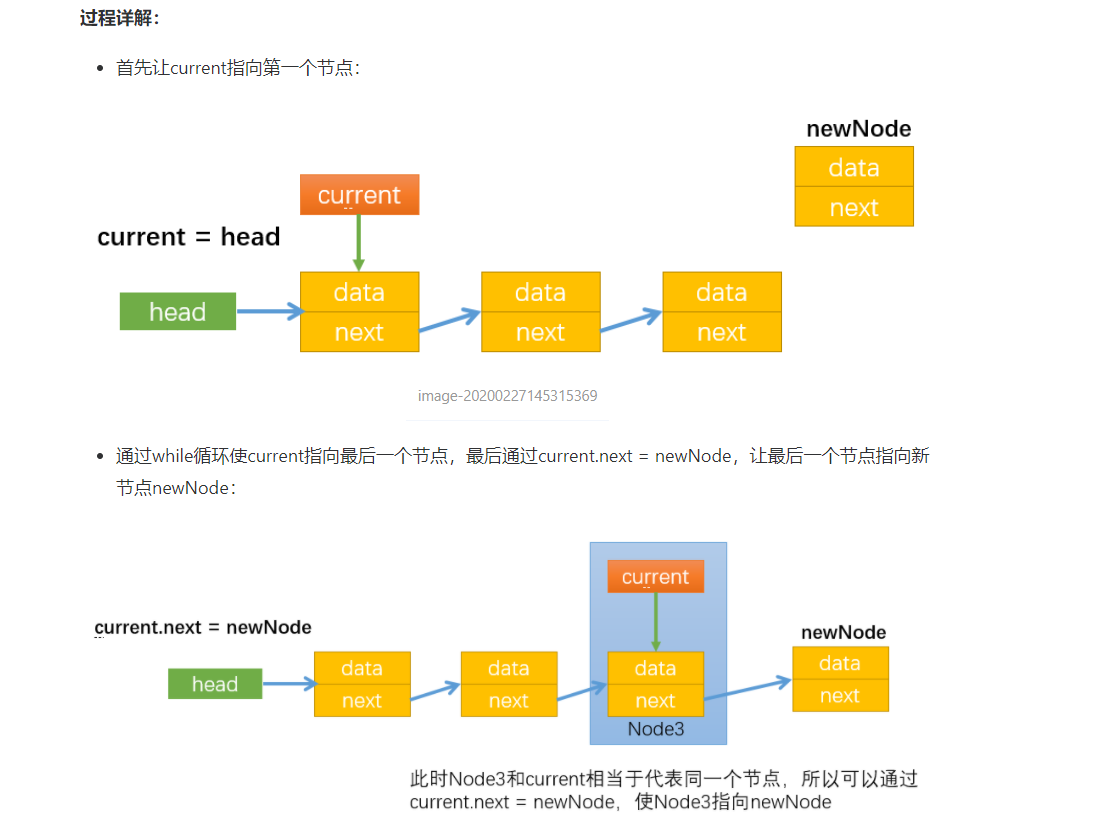 过程详解：
首先让current指向第一个节点：
newNode
data
next
current
current = head
head
data
next
data
next
data
next
image-20200227145315369
通过while循环使current指向最后一个节点，最后通过current.next = newNode，让最后一个节点指向新
节点newNode：
current
current.next = newNode
newNode
head
data
next
data
next
data
next
data
next
Node3
此时Node3和current相当于代表同一个节点，所以可以通过
current.next = newNode，使Node3指向newNode